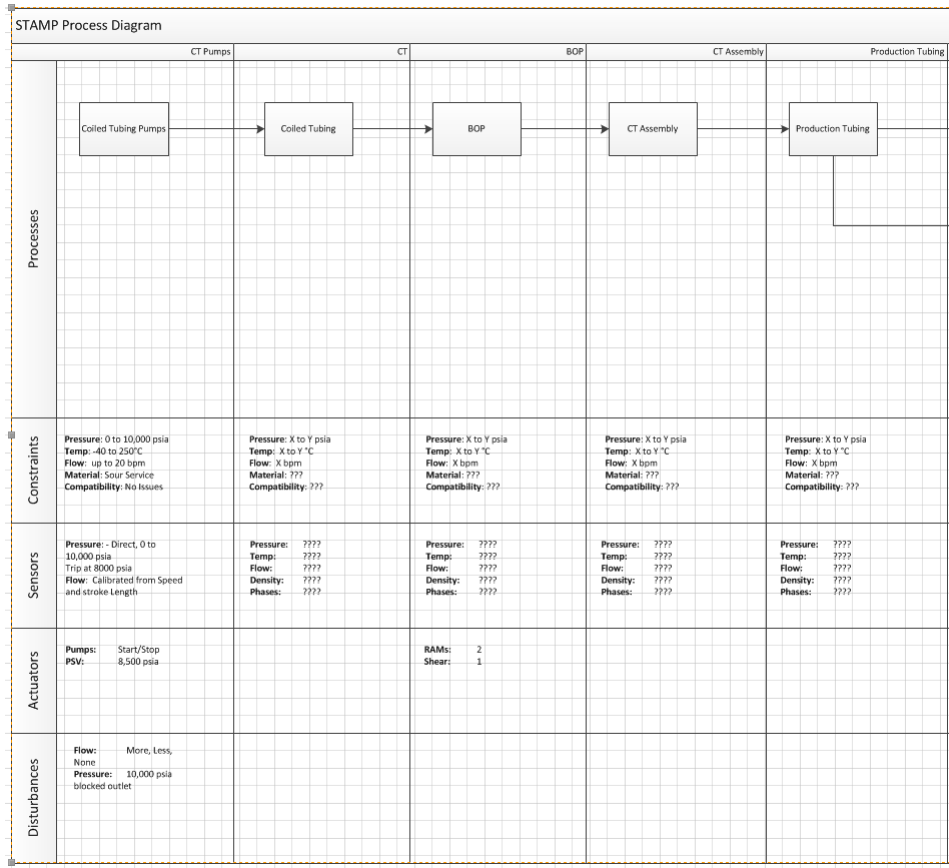 STAMP Process Diagram
CT Pumps
CT
BOP
CT Assembly
Production Tubing
Processes
Coiled Tubing Pumps
Coiled Tubing
BOP
CT Assembly
Production Tubing
Constraints
Pressure: 0 to 10,000 psia
Temp: -40 to 250°C
Flow: up to 20 bpm
Material: Sour Service
Compatibility: No Issues
Pressure: X to Y psia
Temp: X to Y °C
Flow: X bpm
Material: ???
Compatibility: ???
Pressure: X to Y psia
Temp: X to Y °C
Flow: X bpm
Material: ???
Compatibility: ???
Pressure: X to Y psia
Temp: X to Y °C
Flow: X bpm
Material: ???
Compatibility: ???
Pressure: X to Y psia
Temp: X to Y °C
Flow: X bpm
Material: ???
Compatibility: ???
Sensors
Pressure: - Direct, 0 to
10,000 psia
Trip at 8000 psia
Flow: Calibrated from Speed
and stroke Length
Pressure: ????
Temp: ????
Flow: ????
Density: ????
Phases: ????
Pressure: ????
Temp: ????
Flow: ????
Density: ????
Phases: ????
Pressure: ????
Temp: ????
Flow: ????
Density: ????
Phases: ????
Pressure: ????
Temp: ????
Flow: ????
Density: ????
Phases: ????
Actuators
Pumps: Start/Stop
PSV: 8,500 psia
RAMs: 2
Shear: 1
Disturbances
Flow: More, Less,
None
Pressure: 10,000 psia
blocked outlet